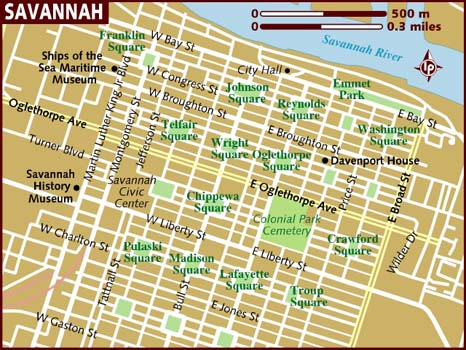 SAVANNAH
0 500 m
0 0.3 miles
Savannah River
Franklin
Square
W Bay St
Ships of the
Sea Maritime
Museum
City Hall
W Congress St
Johnson
Square
Emmet
Park
Reynolds
Square
E Bay St
W Broughton St
Oglethorpe Ave
Martin Luther King Jr Blvd
Montgomery St
Jefferson St
Telfair
Square
E Broughton St
Washington
Square
Turner Blvd
Wright
Square
Oglethorpe
Square
Davenport House
Savannah
History
Museum
Savannah
Civic
Center
Chippewa
Square
E Oglethorpe Ave
Price St
E Broad St
Colonial Park
Cemetery
W Liberty St
W Charlton St
Pulaski
Square
Madison
Square
E Liberty St
Crawford
Square
Wilder Dr
Lafayette
Square
Tattnall St
Bull St
Troup
Square
E Jones St
W Gaston St
LP